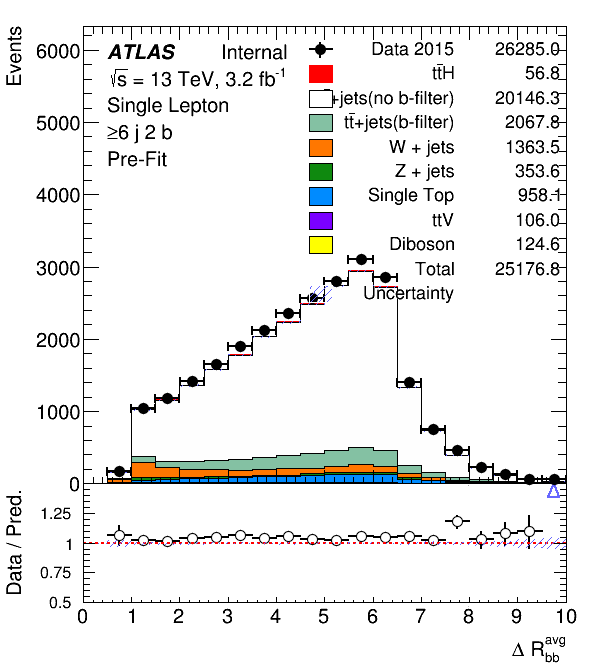 Events
ATLAS Internal
√s = 13 TeV, 3.2 fb-1
Single Lepton
≥6 j 2 b
Pre-Fit
Data 2015 26285.0
tt̄H 56.8
+jets(no b-filter) 20146.3
tt̄+jets(b-filter) 2067.8
W + jets 1363.5
Z + jets 353.6
Single Top 958.1
ttV 106.0
Diboson 124.6
Total 25176.8
Uncertainty
6000
5000
4000
3000
2000
1000
0
Data / Pred.
1.25
1
0.75
0.5
0 1 2 3 4 5 6 7 8 9 10
Δ R avg bb